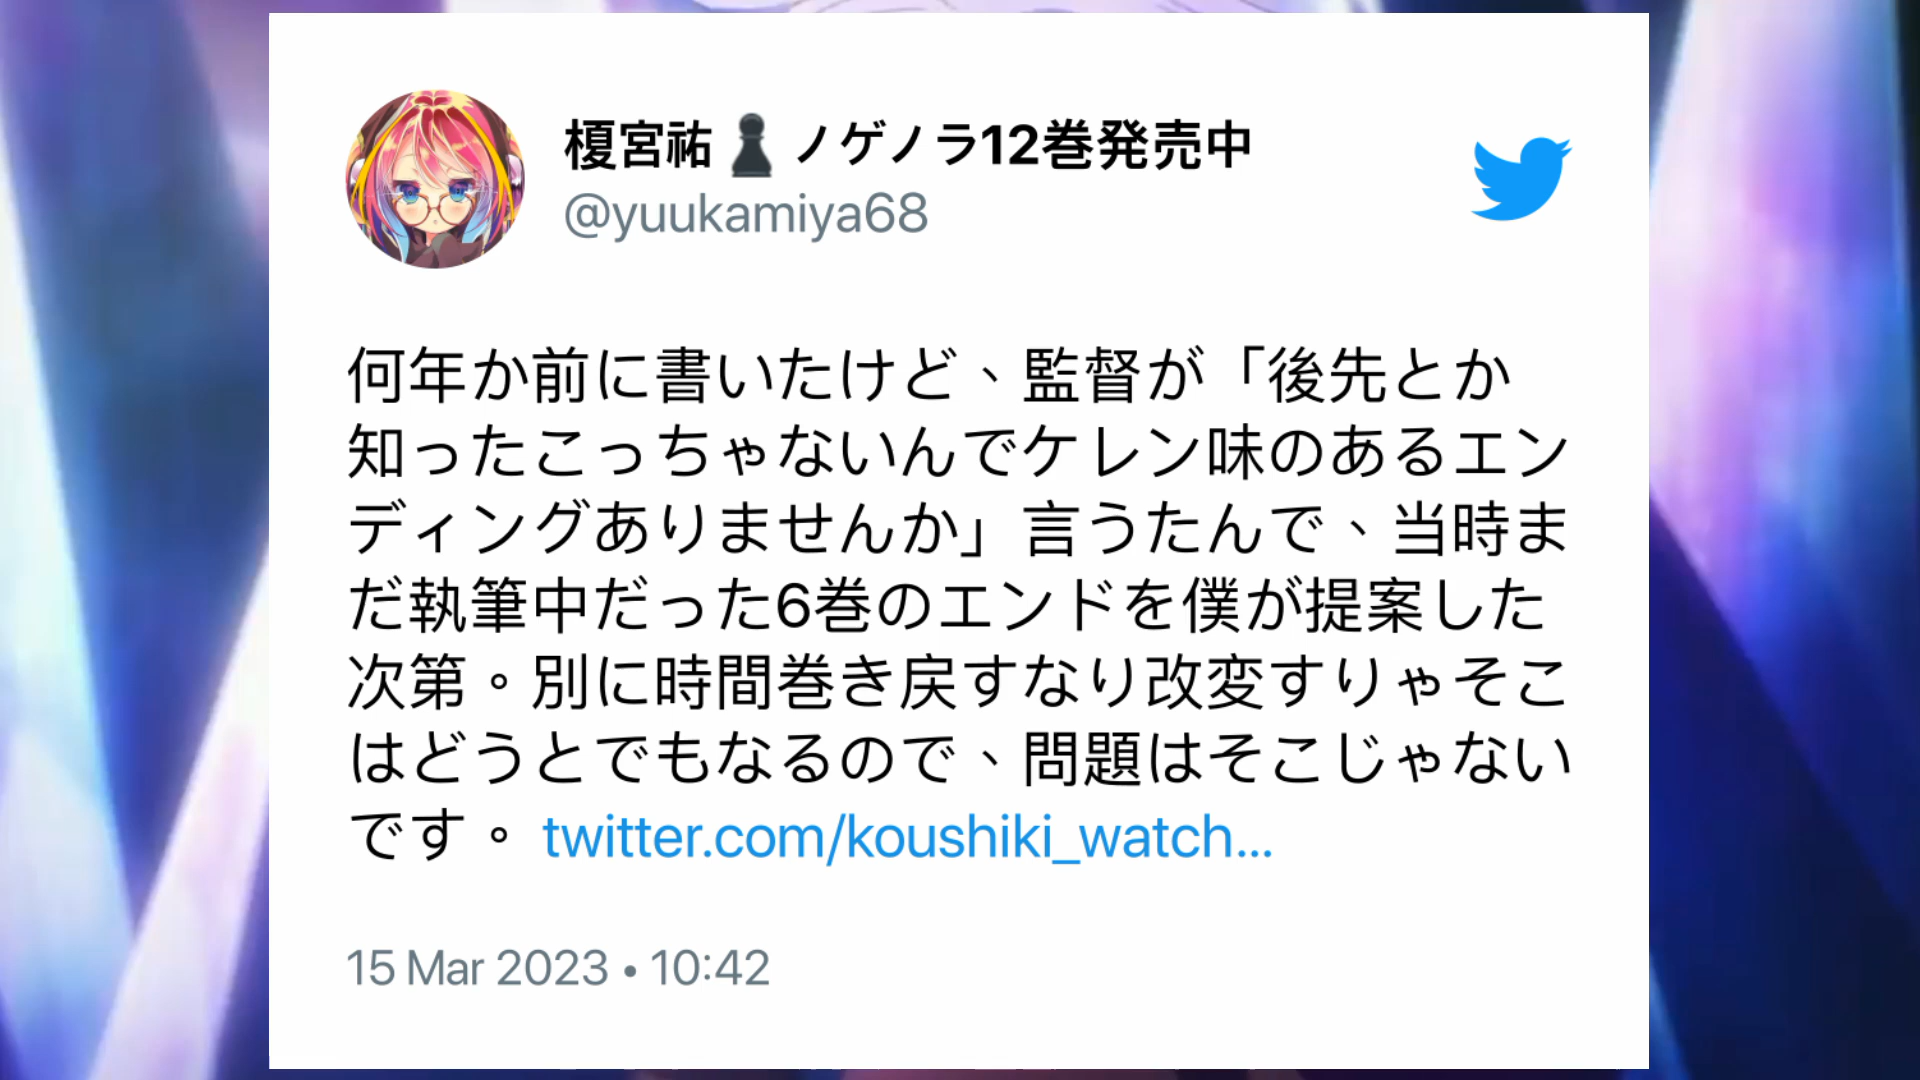 榎宮祐♟️ノゲノラ12巻発売中
@yuukamiya68
何年か前に書いたけど、監督が「後先とか
知ったこっちゃないんでケレン味のあるエン
ディングありませんか」言うたんで、当時ま
だ執筆中だった6巻のエンドを僕が提案した
次第。別に時間巻き戻すなり改変すりゃそこ
はどうとでもなるので、問題はそこじゃない
です。 twitter.com/koushiki_watch…
15 Mar 2023 • 10:42